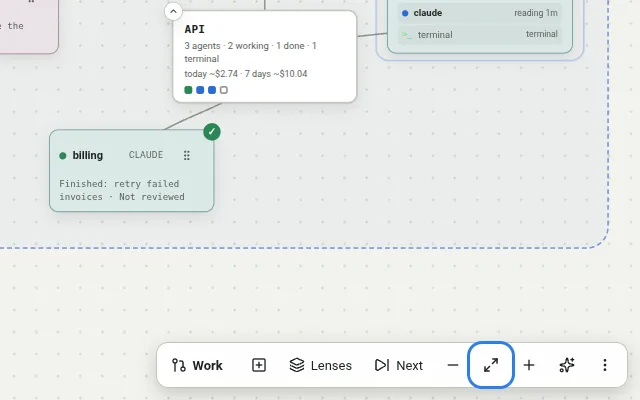 e the
API
3 agents · 2 working · 1 done · 1
terminal
today ~$2.74 · 7 days ~$10.04
claude reading 1m
>_ terminal terminal
billing CLAUDE
Finished: retry failed
invoices · Not reviewed
Work Lenses Next